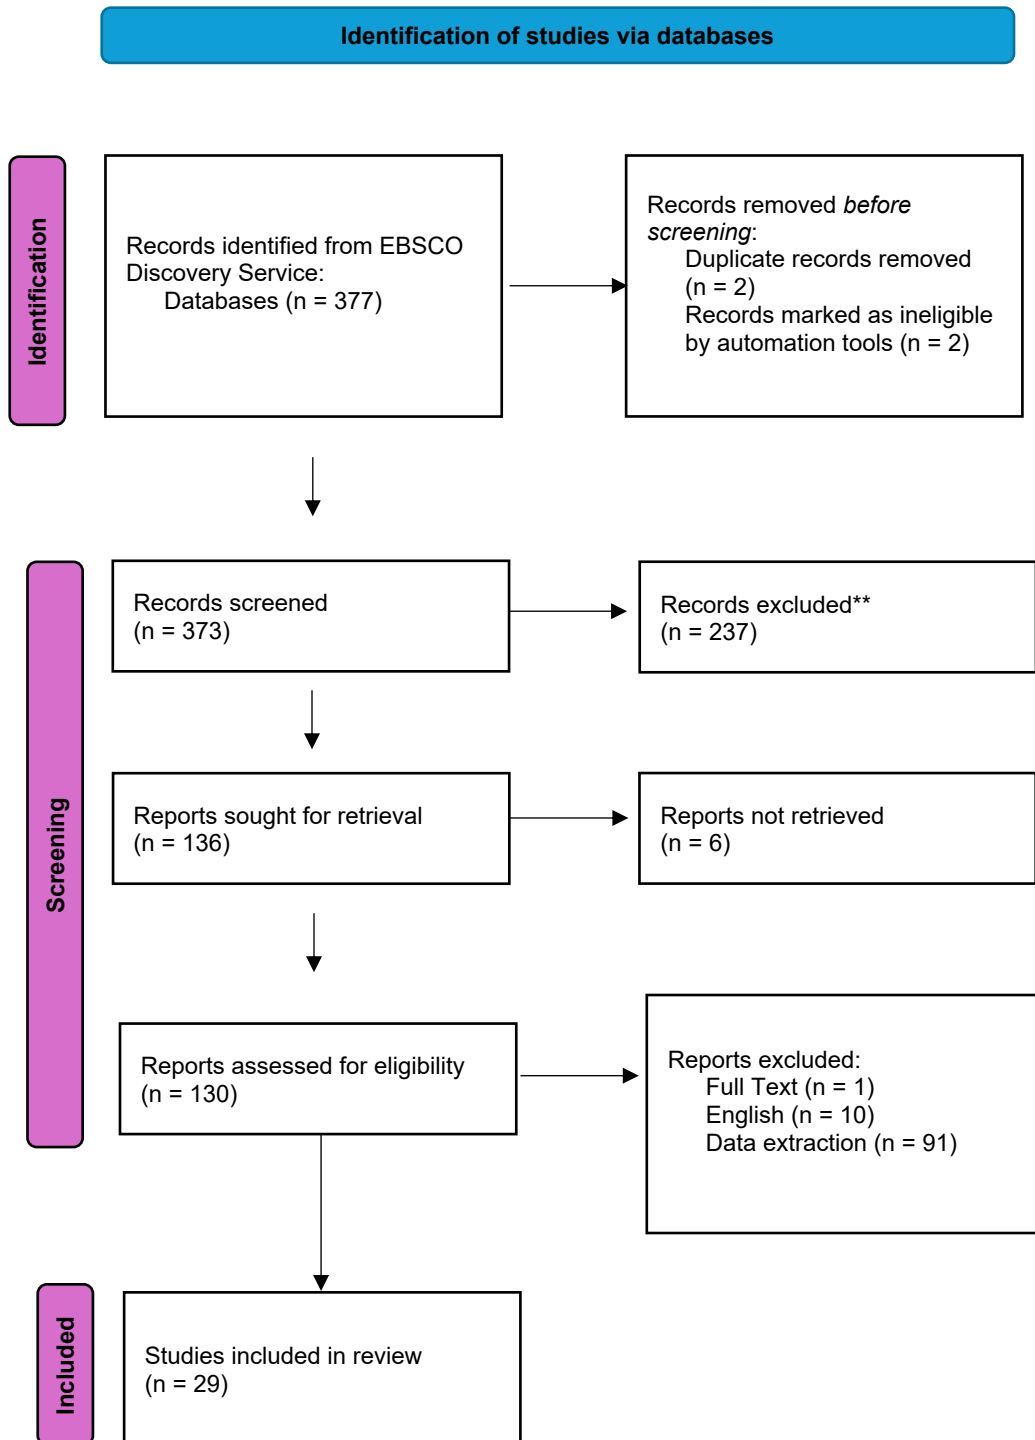 Identification of studies via databases
Identification
Records identified from EBSCO
Discovery Service:
Databases (n = 377)
Records removed before
screening:
Duplicate records removed
(n = 2)
Records marked as ineligible
by automation tools (n = 2)
Screening
Records screened
(n = 373)
Records excluded**
(n = 237)
Reports sought for retrieval
(n = 136)
Reports not retrieved
(n = 6)
Reports assessed for eligibility
(n = 130)
Reports excluded:
Full Text (n = 1)
English (n = 10)
Data extraction (n = 91)
Included
Studies included in review
(n = 29)